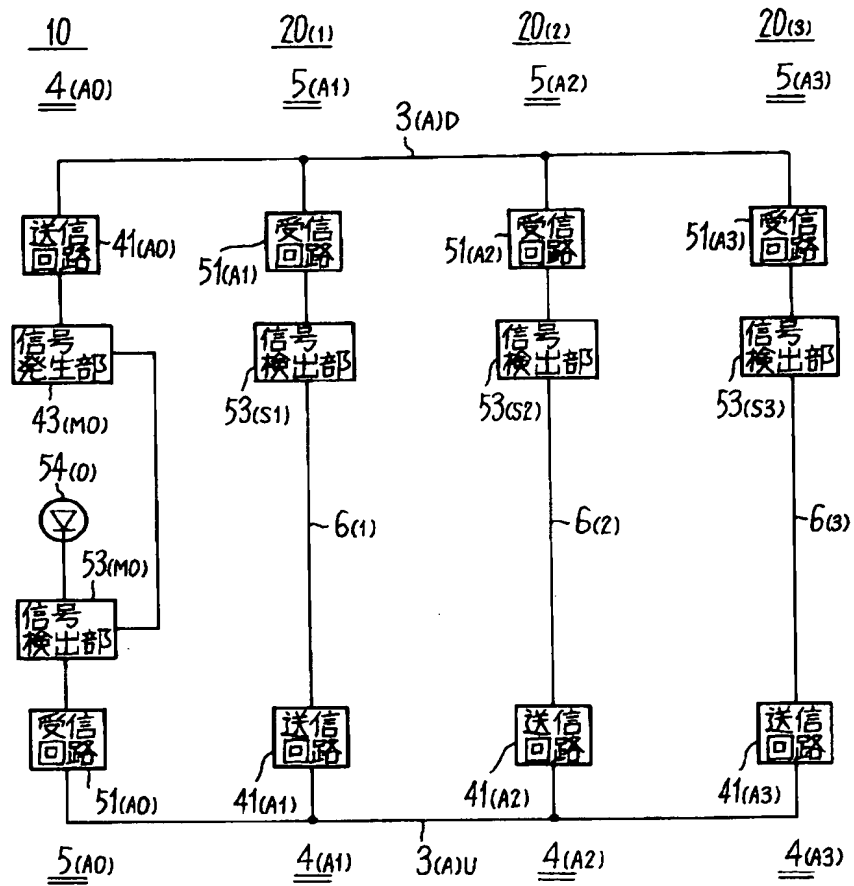 10 20(1) 20(2) 20(3)
4(A0) 5(A1) 5(A2) 5(A3)
3(A)D
送信
回路
41(A0)
受信
回路
51(A1)
受信
回路
51(A2)
受信
回路
51(A3)
信号
発生部
43(M0)
信号
検出部
53(S1)
信号
検出部
53(S2)
信号
検出部
53(S3)
54(0)
6(1)
6(2)
6(3)
53(M0)
信号
検出部
受信
回路
51(A0)
送信
回路
41(A1)
送信
回路
41(A2)
送信
回路
41(A3)
3(A)U
5(A0) 4(A1) 4(A2) 4(A3)